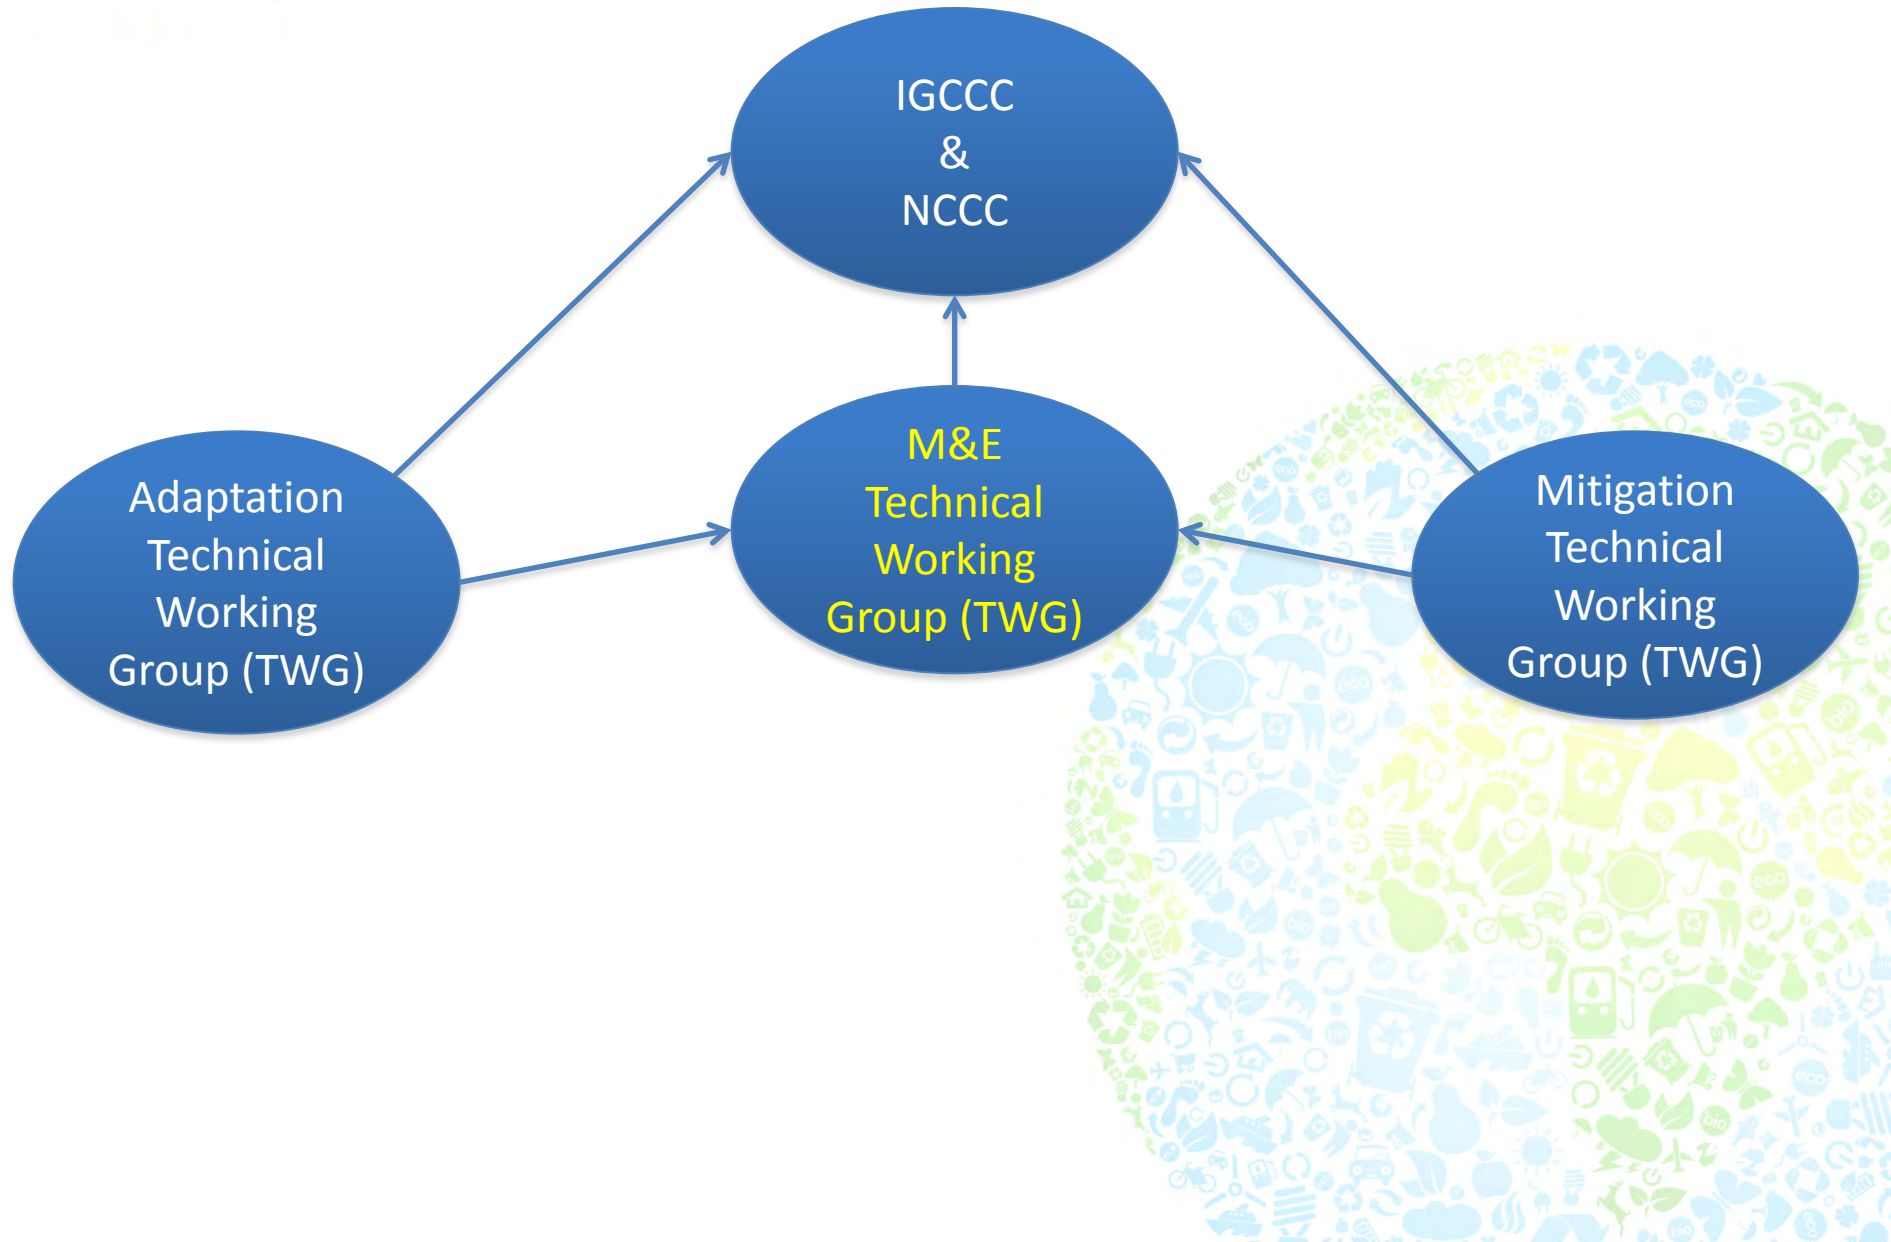 IGCCC
&
NCCC
Adaptation
Technical
Working
Group (TWG)
M&E
Technical
Working
Group (TWG)
Mitigation
Technical
Working
Group (TWG)